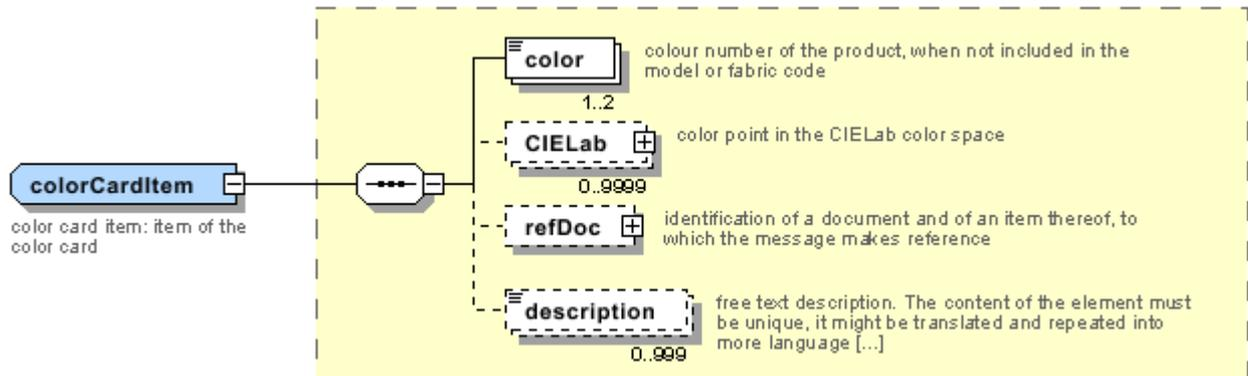 color
colour number of the product, when not included in the
model or fabric code
1..2
CIELab
color point in the CIELab color space
0..9999
colorCardItem
color card item: item of the
color card
refDoc
identification of a document and of an item thereof, to
which the message makes reference
description
free text description. The content of the element must
be unique, it might be translated and repeated into
more language [...]
0..999